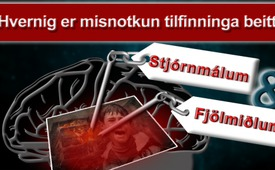 Hvernig er misnotkun tilfinninga beitt
Stjórnmálum
&
Fjölmiðlum